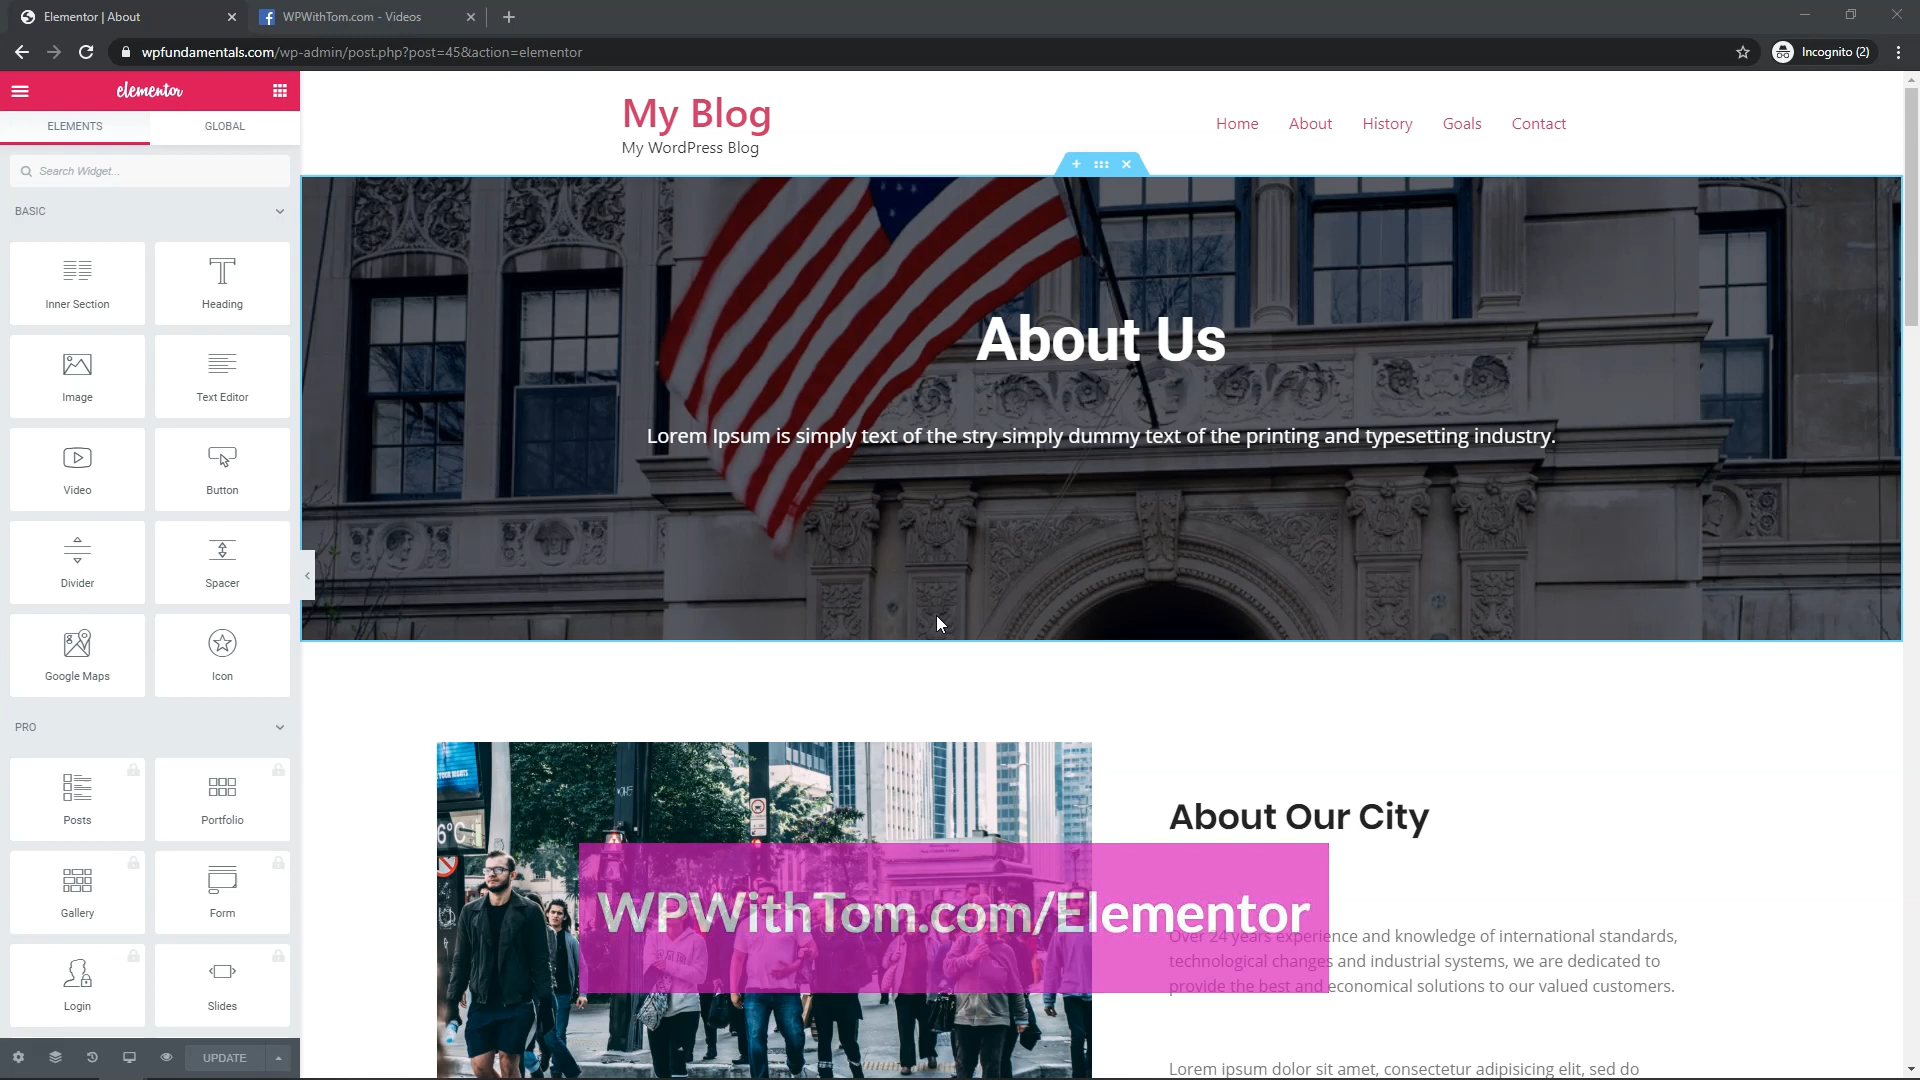 Elementor | About
WPWithTom.com - Videos
wpfundamentals.com/wp-admin/post.php?post=45&action=elementor
Incognito (2)
elementor
ELEMENTS
GLOBAL
Search Widget...
BASIC
Inner Section
Heading
Image
Text Editor
Video
Button
Divider
Spacer
Google Maps
Icon
PRO
Posts
Portfolio
Gallery
Form
Login
Slides
UPDATE
My Blog
My WordPress Blog
Home
About
History
Goals
Contact
About Us
Lorem Ipsum is simply text of the stry simply dummy text of the printing and typesetting industry.
6°C
About Our City
WPWithTom.com/Elementor
Over 24 years experience and knowledge of international standards,
technological changes and industrial systems, we are dedicated to
provide the best and economical solutions to our valued customers.
Lorem ipsum dolor sit amet, consectetur adipisicing elit, sed do